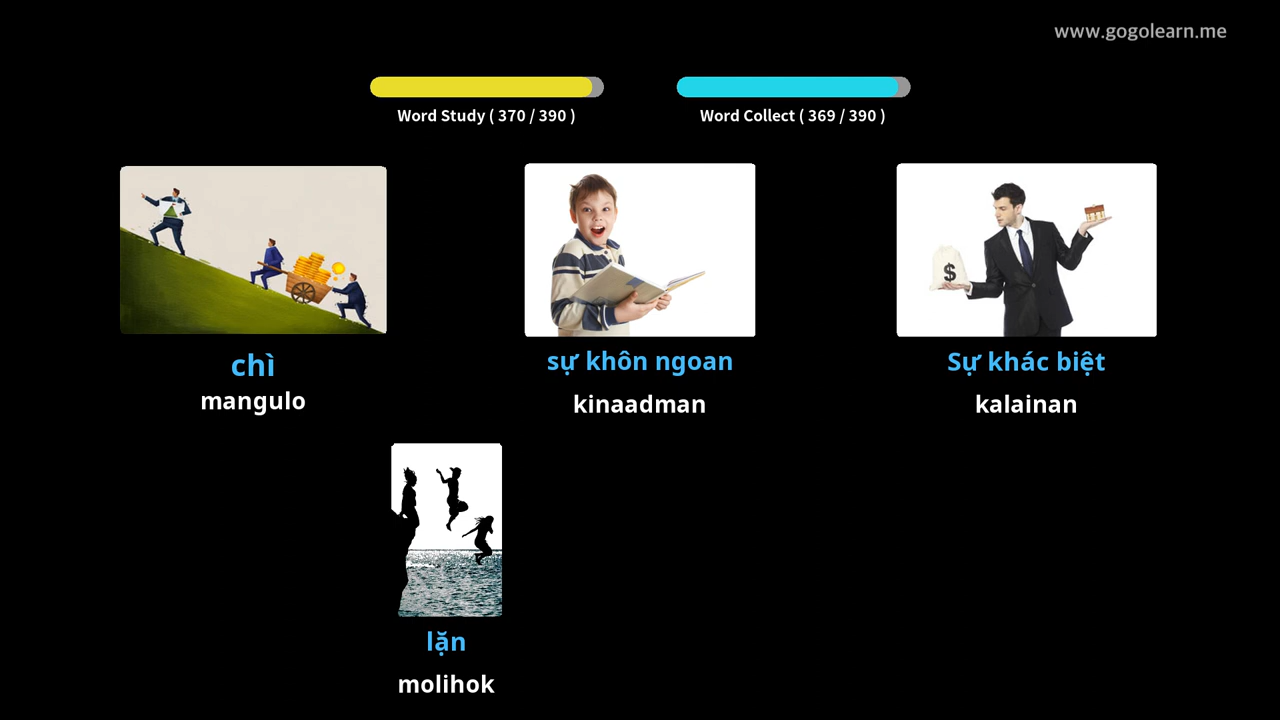 www.gogolearn.me
Word Study ( 370 / 390 )
Word Collect ( 369 / 390 )
$
chì
mangulo
sự khôn ngoan
kinaadman
Sự khác biệt
kalainan
lặn
molihok